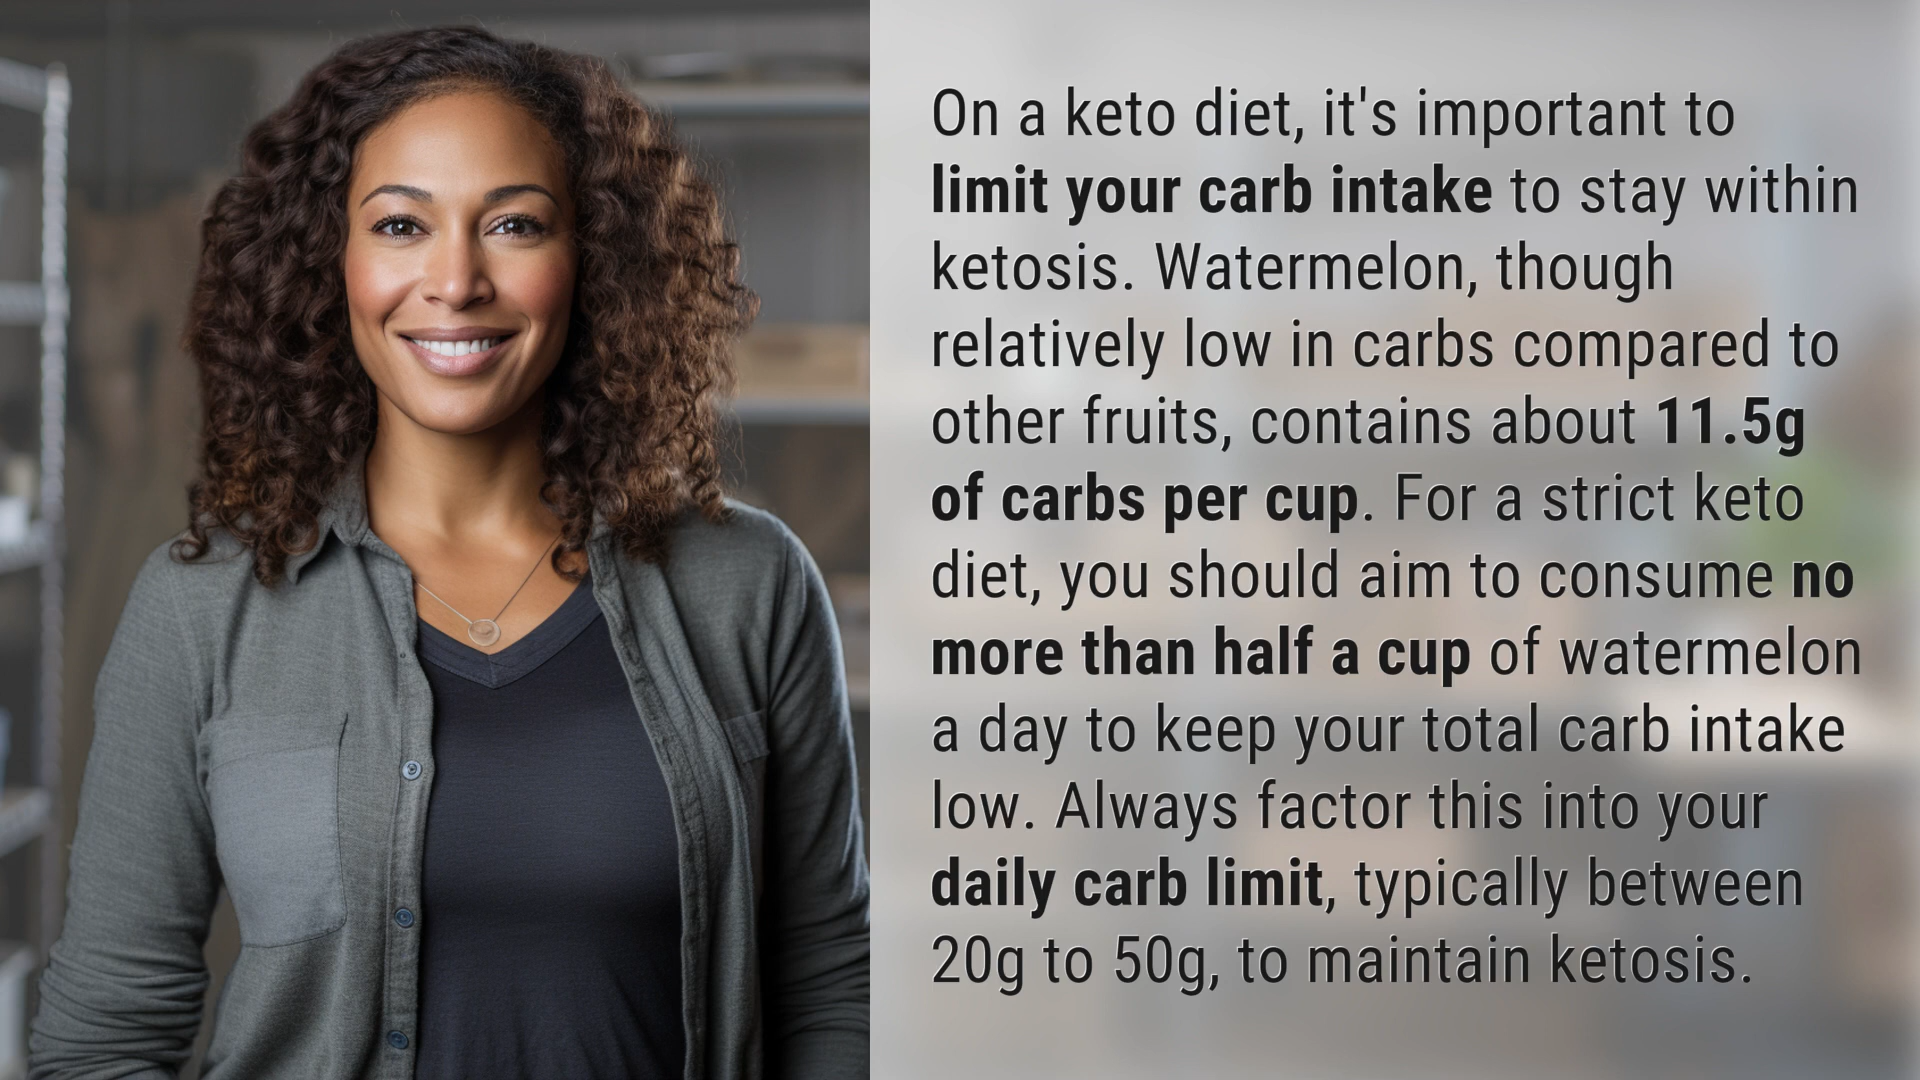 On a keto diet, it's important to
limit your carb intake to stay within
ketosis. Watermelon, though
relatively low in carbs compared to
other fruits, contains about 11.5g
of carbs per cup. For a strict keto
diet, you should aim to consume no
more than half a cup of watermelon
a day to keep your total carb intake
low. Always factor this into your
daily carb limit, typically between
20g to 50g, to maintain ketosis.